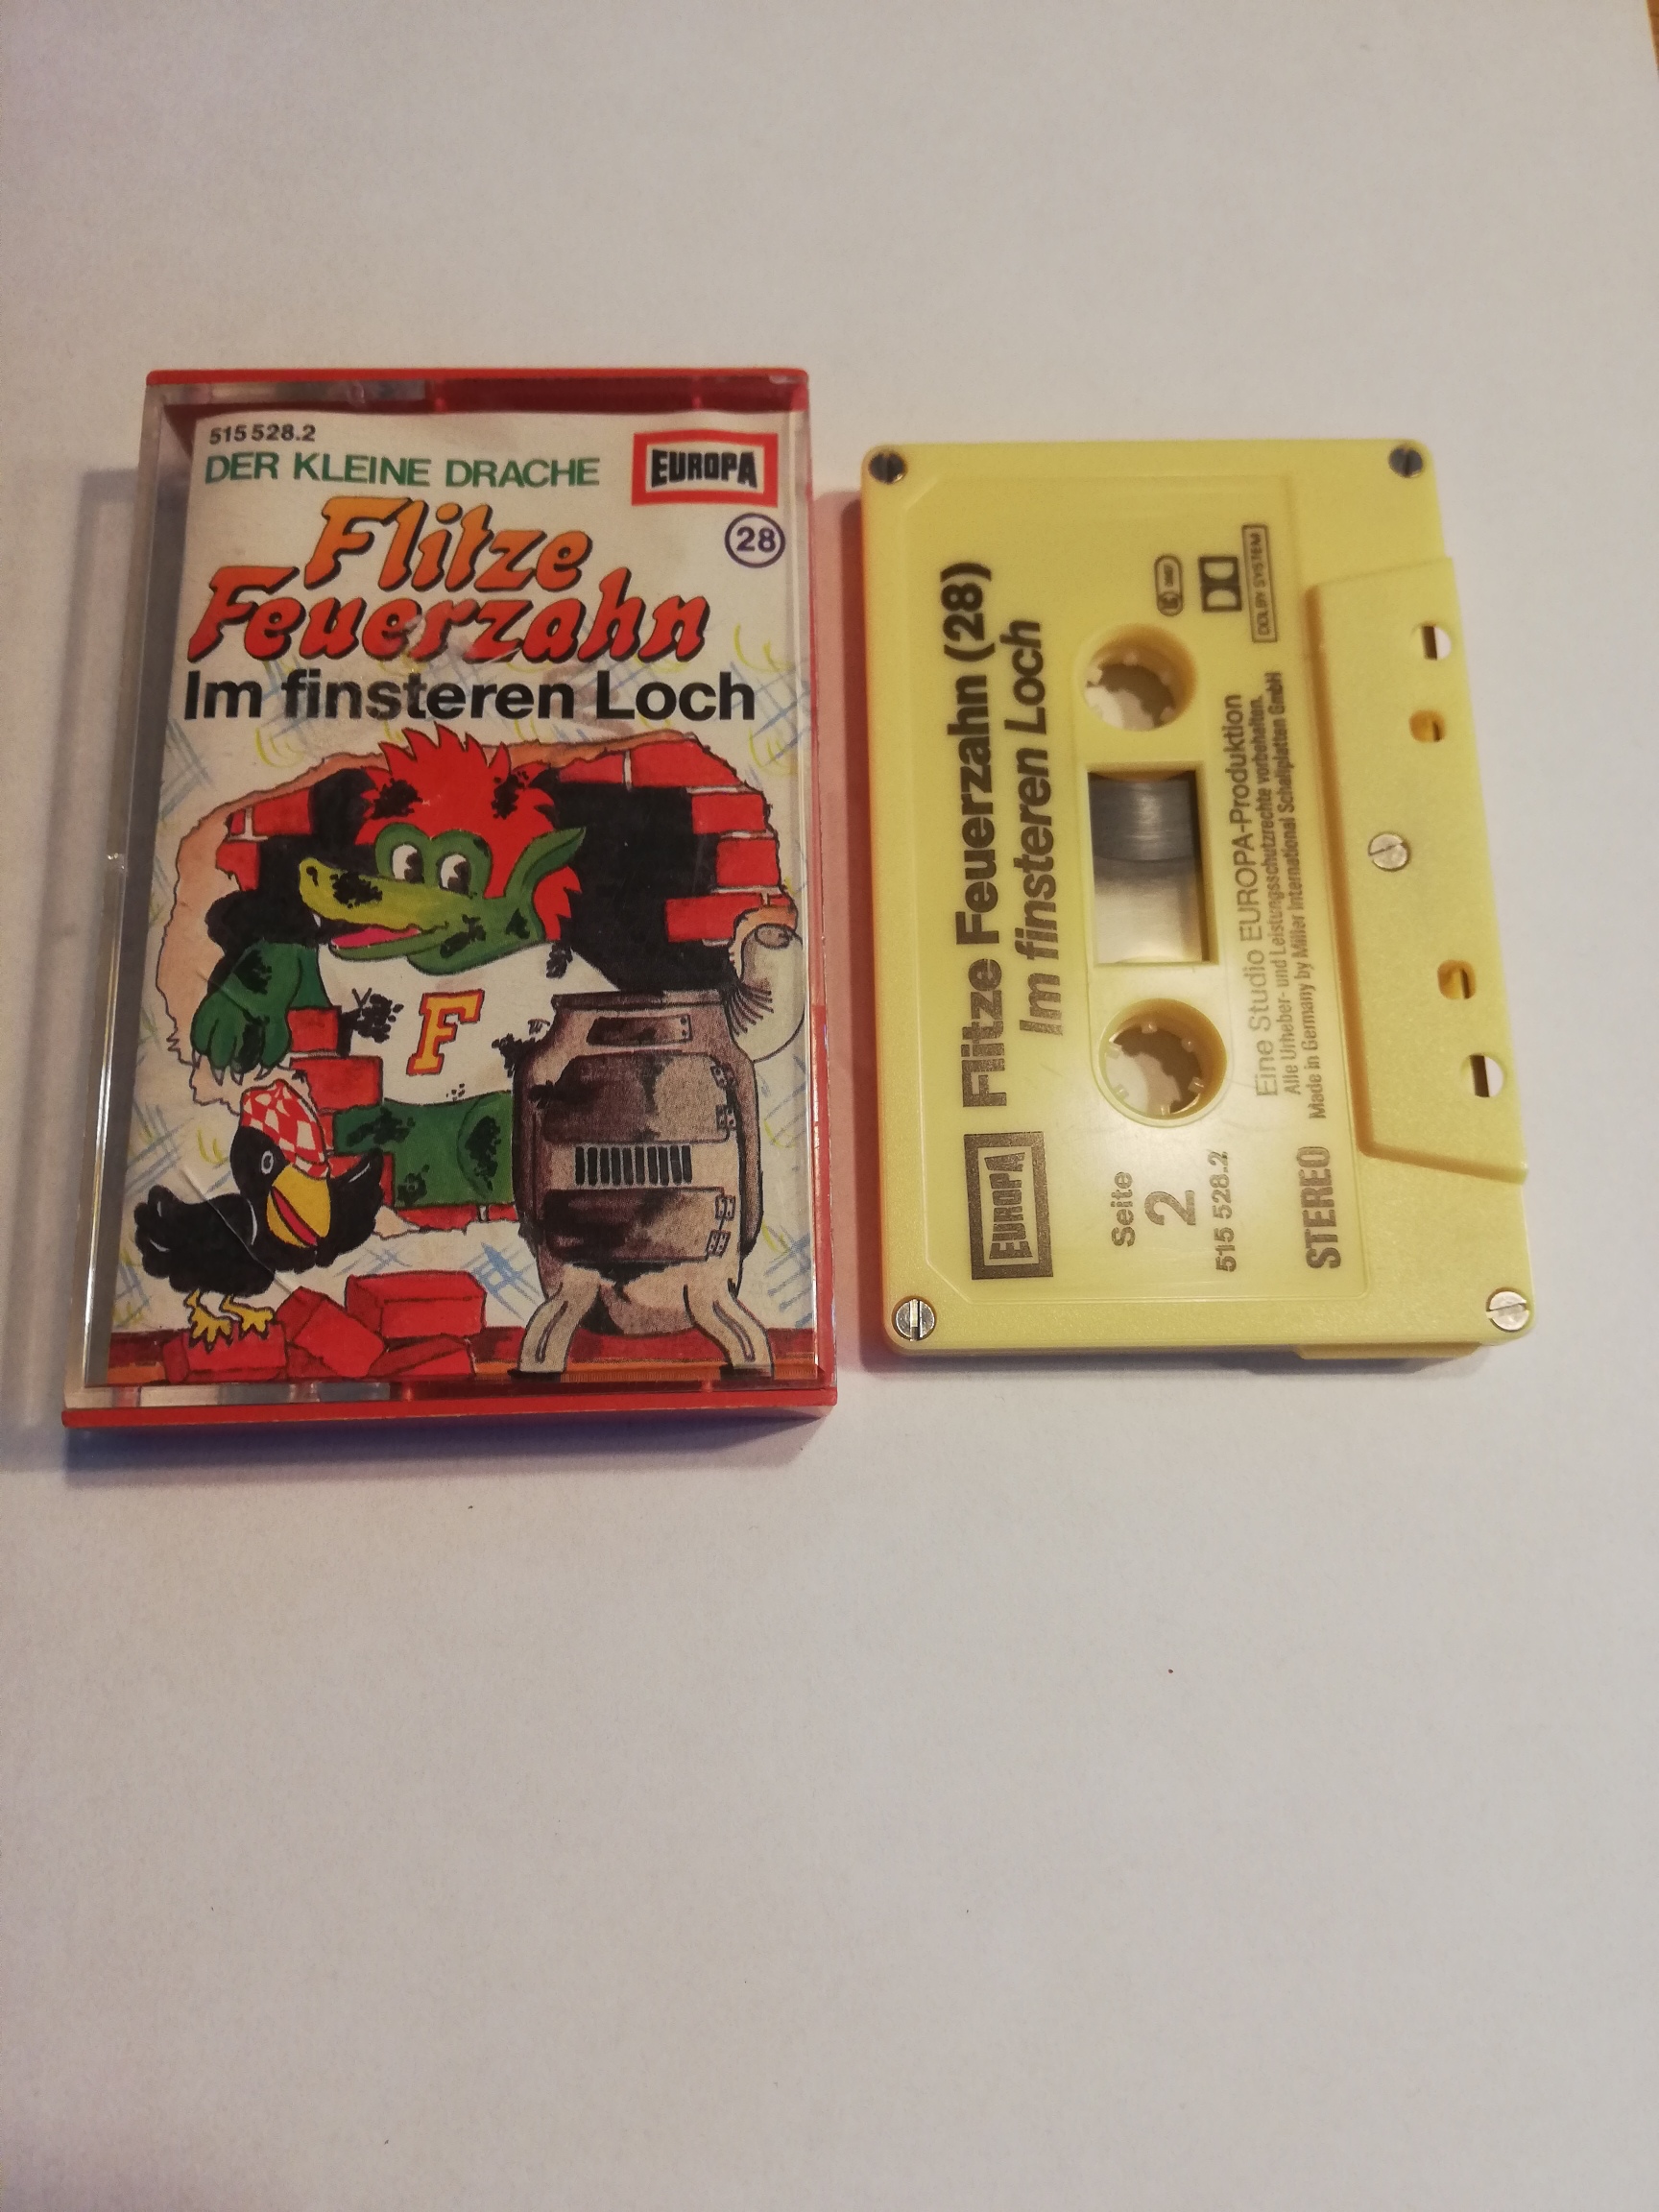 515 528.2
DER KLEINE DRACHE
EUROPA
Flitze
28
Feuerzahn
Im finsteren Loch
F
EUROPA
Flitze Feuerzahn (28)
Im finsteren Loch
Seite
2
515 528.2
STEREO
Eine Studio EUROPA-Produktion
Alle Urheber- und Leistungsschutzrechte vorbehalten.
Made in Germany by Miller International Schallplatten GmbH
DOLBY SYSTEM